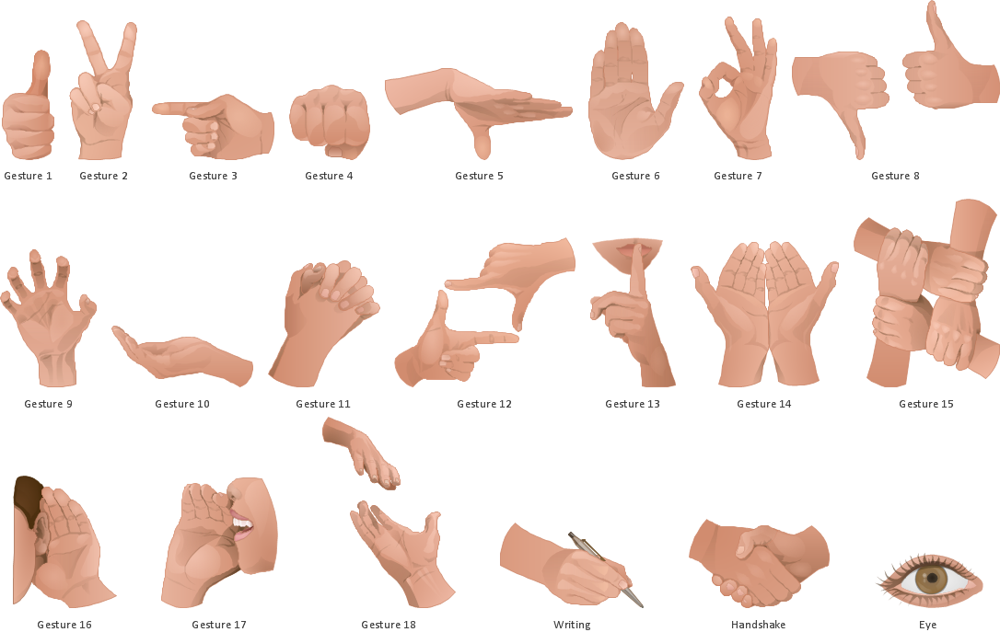 Gesture 1
Gesture 2
Gesture 3
Gesture 4
Gesture 5
Gesture 6
Gesture 7
Gesture 8
Gesture 9
Gesture 10
Gesture 11
Gesture 12
Gesture 13
Gesture 14
Gesture 15
Gesture 16
Gesture 17
Gesture 18
Writing
Handshake
Eye